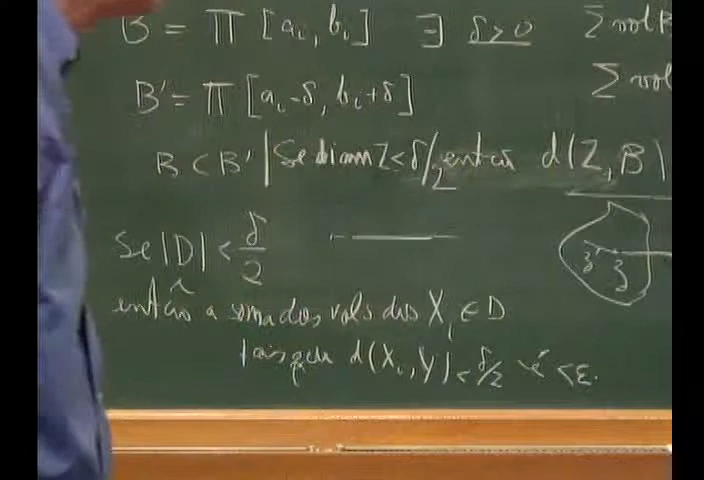 B = Π [aᵢ, bᵢ] ∃ δ>0 Σ vol B
B' = Π [aᵢ-δ, bᵢ+δ] Σ vol
B ⊂ B' | Se diam Z < δ/2 então d(Z, B)
Se |D| < δ/2
então a soma dos vols dos Xᵢ ∈ D
tais que d(Xᵢ, Y) < δ/2 é < ε.